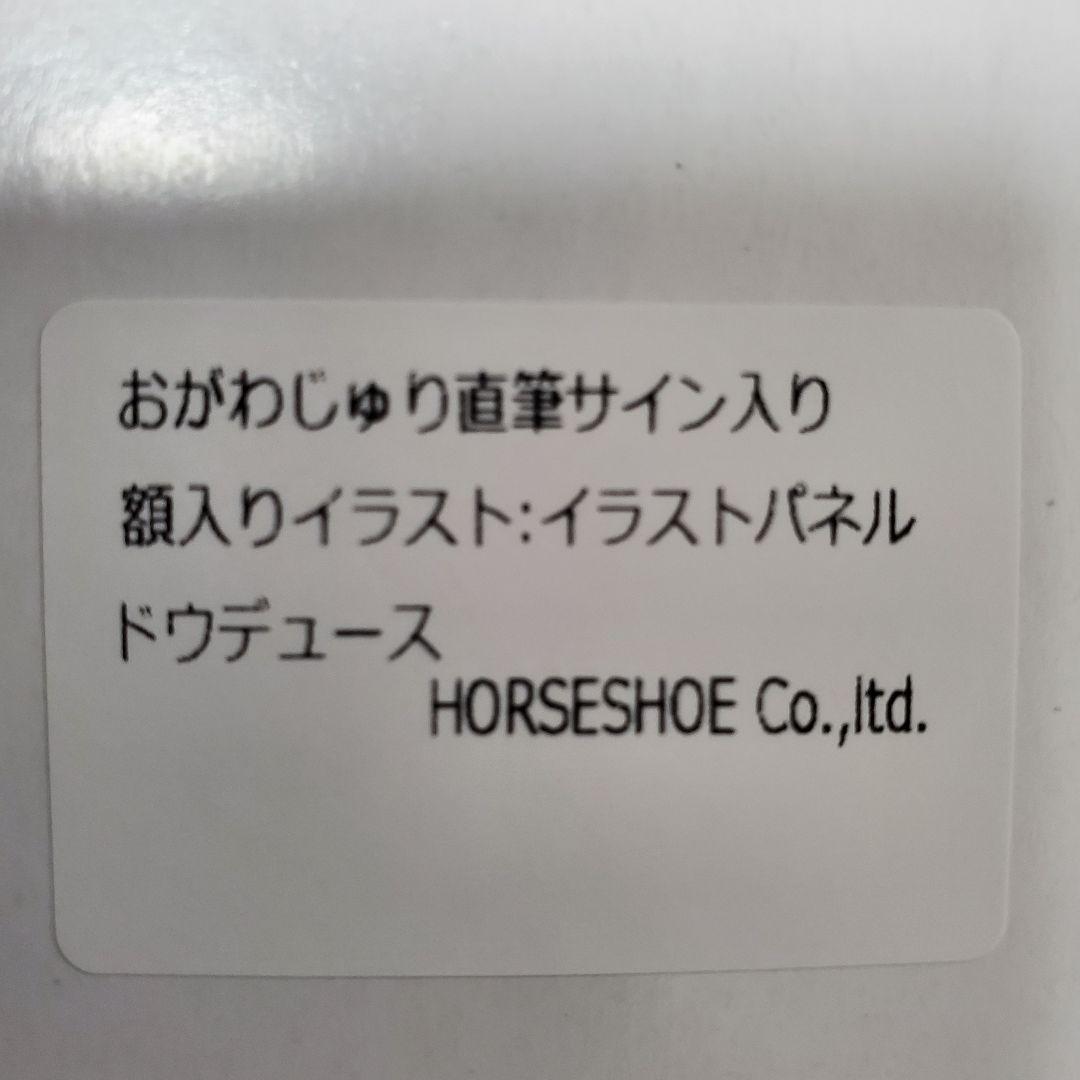 おがわじゅり直筆サイン入り
額入りイラスト:イラストパネル
ドウデュース
HORSESHOE Co.,ltd.